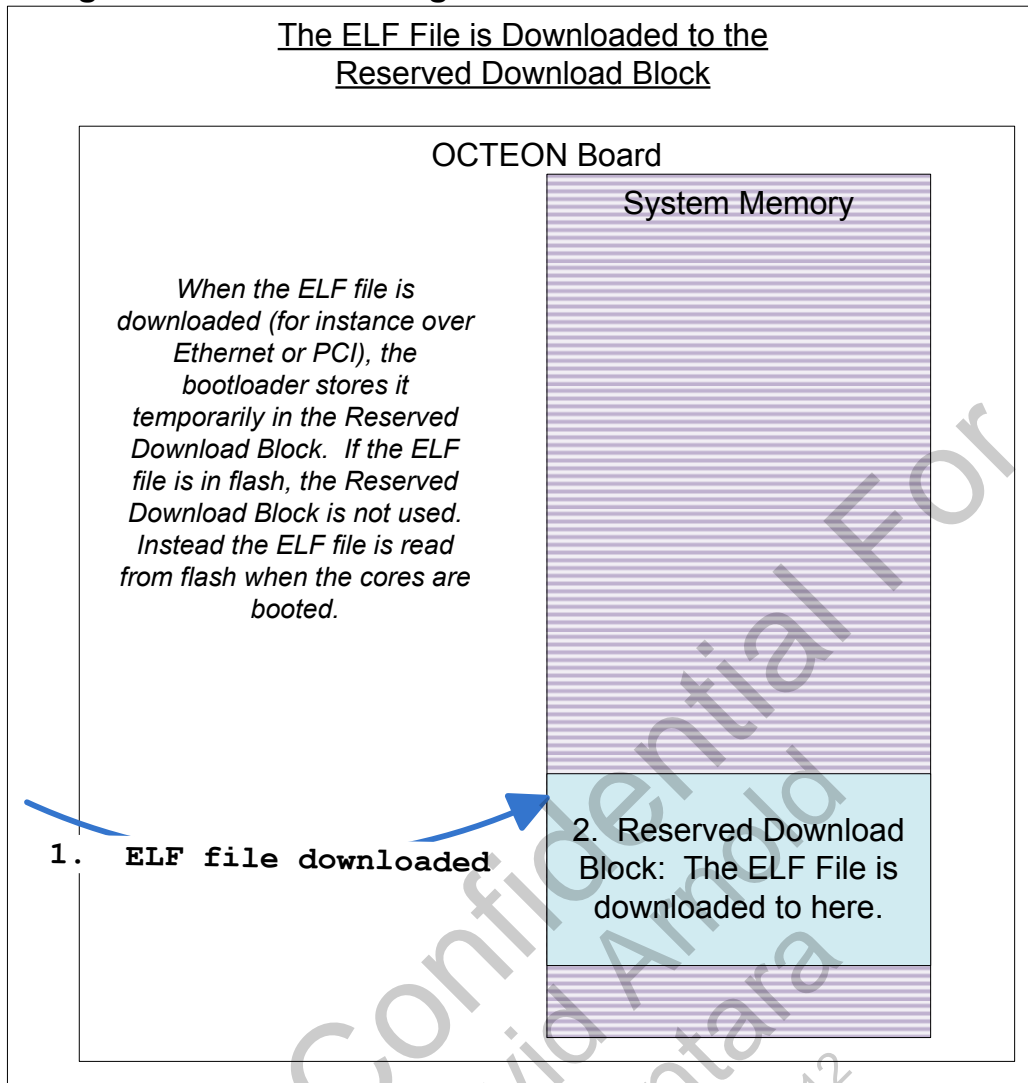 The ELF File is Downloaded to the
Reserved Download Block
OCTEON Board
System Memory
When the ELF file is
downloaded (for instance over
Ethernet or PCI), the
bootloader stores it
temporarily in the Reserved
Download Block.  If the ELF
file is in flash, the Reserved
Download Block is not used.
Instead the ELF file is read
from flash when the cores are
booted.
1.  ELF file downloaded
2.  Reserved Download
Block:  The ELF File is
downloaded to here.
Confidential For
David Arnold